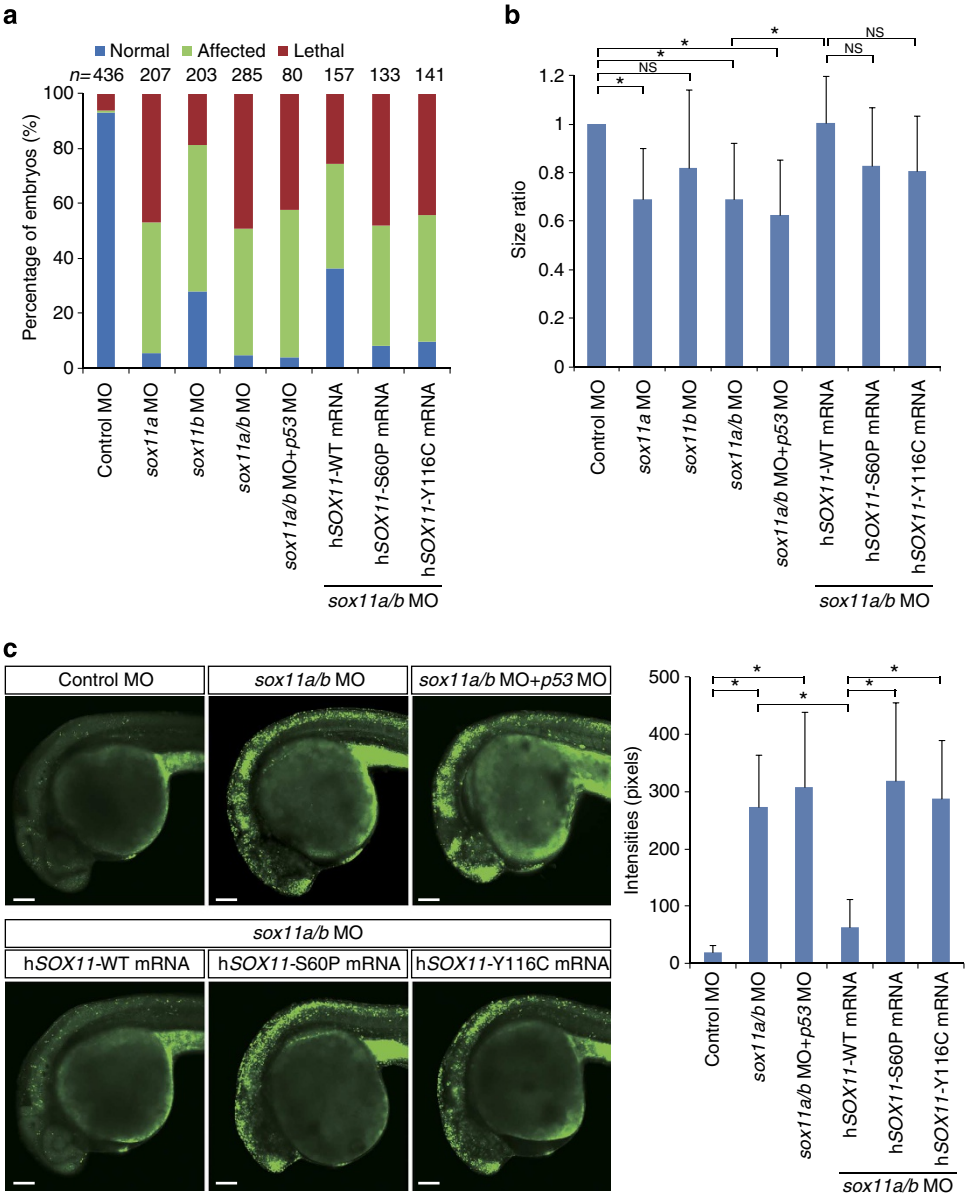 a
Normal Affected Lethal
n= 436 207 203 285 80 157 133 141
Percentage of embryos (%)
100
80
60
40
20
0
Control MO
sox11a MO
sox11b MO
sox11a/b MO
sox11a/b MO+p53 MO
hSOX11-WT mRNA
hSOX11-S60P mRNA
hSOX11-Y116C mRNA
sox11a/b MO
b
* NS
* NS
*
NS
*
Size ratio
1.2
1
0.8
0.6
0.4
0.2
0
Control MO
sox11a MO
sox11b MO
sox11a/b MO
sox11a/b MO+p53 MO
hSOX11-WT mRNA
hSOX11-S60P mRNA
hSOX11-Y116C mRNA
sox11a/b MO
c
Control MO
sox11a/b MO
sox11a/b MO+p53 MO
sox11a/b MO
hSOX11-WT mRNA
hSOX11-S60P mRNA
hSOX11-Y116C mRNA
Intensities (pixels)
500
400
300
200
100
0
* *
* *
*
Control MO
sox11a/b MO
sox11a/b MO+p53 MO
hSOX11-WT mRNA
hSOX11-S60P mRNA
hSOX11-Y116C mRNA
sox11a/b MO